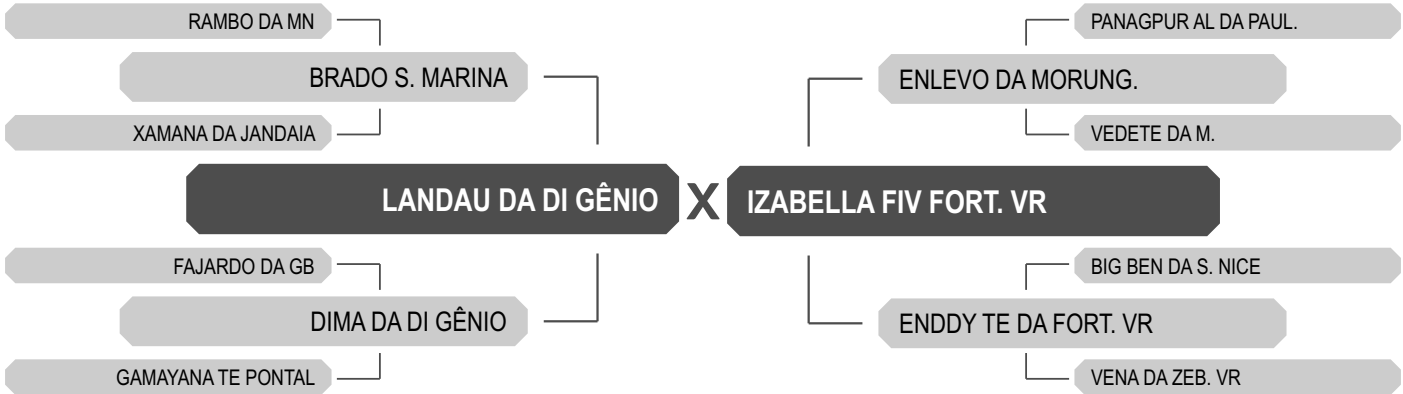 RAMBO DA MN
PANAGPUR AL DA PAUL.
BRADO S. MARINA
ENLEVO DA MORUNG.
XAMANA DA JANDAIA
VEDETE DA M.
LANDAU DA DI GÊNIO X IZABELLA FIV FORT. VR
FAJARDO DA GB
BIG BEN DA S. NICE
DIMA DA DI GÊNIO
ENDDY TE DA FORT. VR
GAMAYANA TE PONTAL
VENA DA ZEB. VR